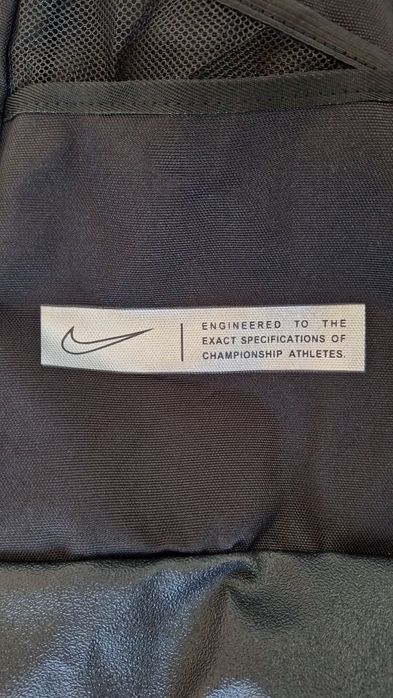 ENGINEERED TO THE
EXACT SPECIFICATIONS OF
CHAMPIONSHIP ATHLETES.